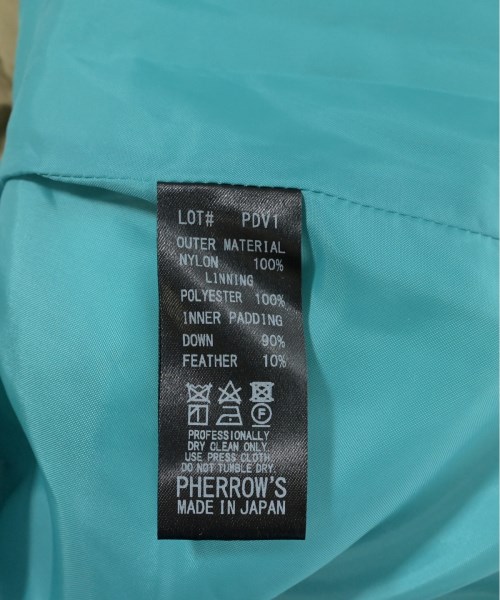 LOT# PDV1
OUTER MATERIAL
NYLON 100%
LINNING
POLYESTER 100%
INNER PADDING
DOWN 90%
FEATHER 10%
F
PROFESSIONALLY
DRY CLEAN ONLY.
USE PRESS CLOTH
DO NOT TUMBLE DRY.
PHERROW'S
MADE IN JAPAN